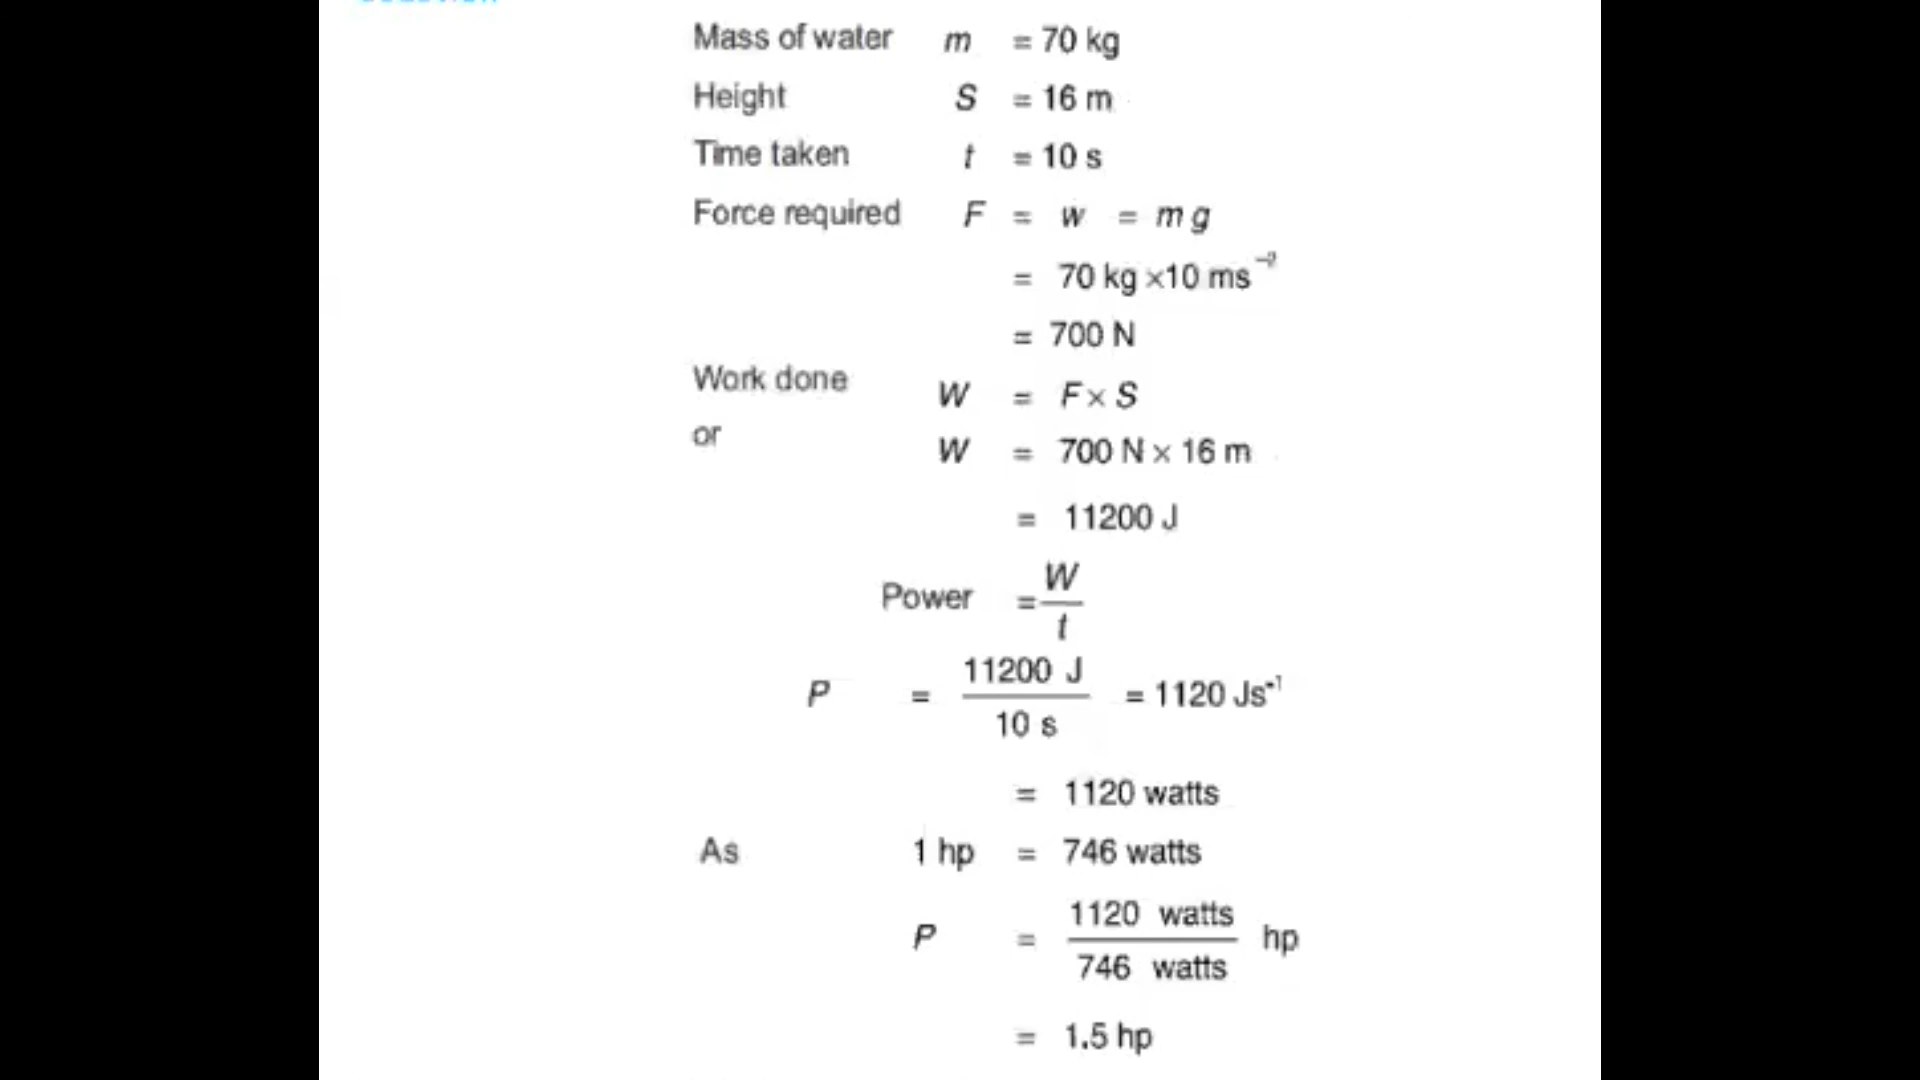 Mass of water m = 70 kg
Height S = 16 m
Time taken t = 10 s
Force required F = w = m g
= 70 kg ×10 ms⁻²
= 700 N
Work done W = F× S
or W = 700 N × 16 m
= 11200 J
Power = W/t
P = 11200 J / 10 s = 1120 Js⁻¹
= 1120 watts
As 1 hp = 746 watts
P = 1120 watts / 746 watts hp
= 1.5 hp